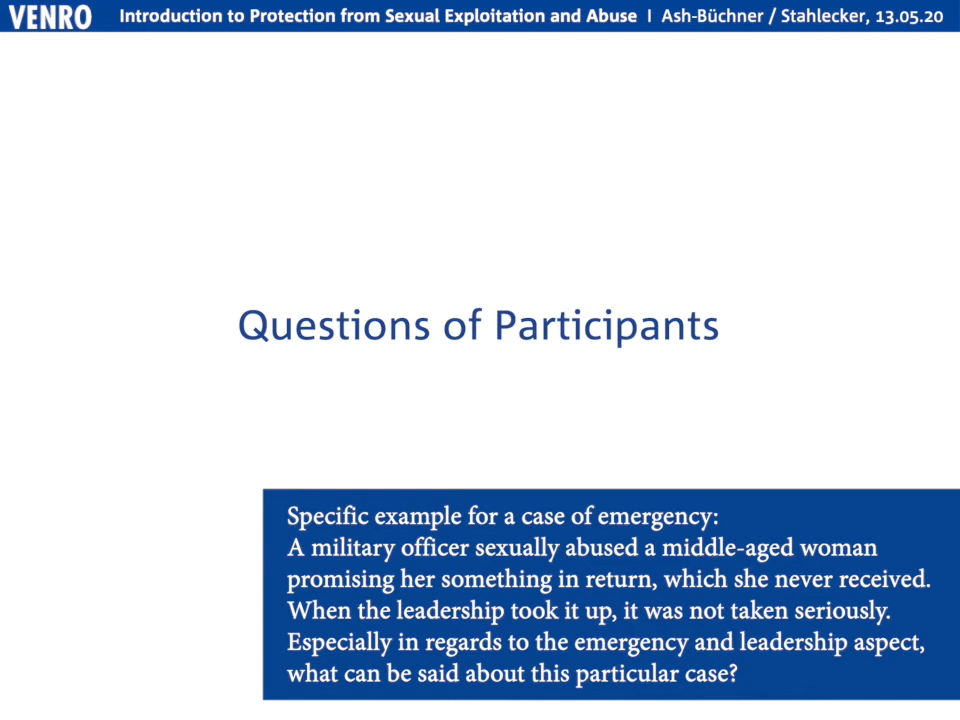 VENRO Introduction to Protection from Sexual Exploitation and Abuse I Ash-Büchner / Stahlecker, 13.05.20
Questions of Participants
Specific example for a case of emergency:
A military officer sexually abused a middle-aged woman
promising her something in return, which she never received.
When the leadership took it up, it was not taken seriously.
Especially in regards to the emergency and leadership aspect,
what can be said about this particular case?